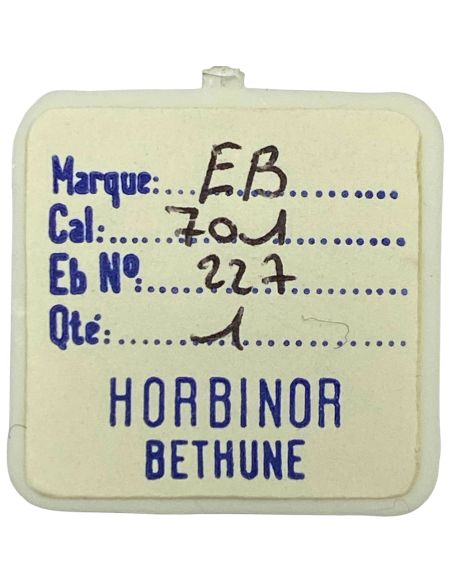 Marque: EB
Cal: 701
Eb Nº: 227
Qté: 1
HORBINOR
BETHUNE